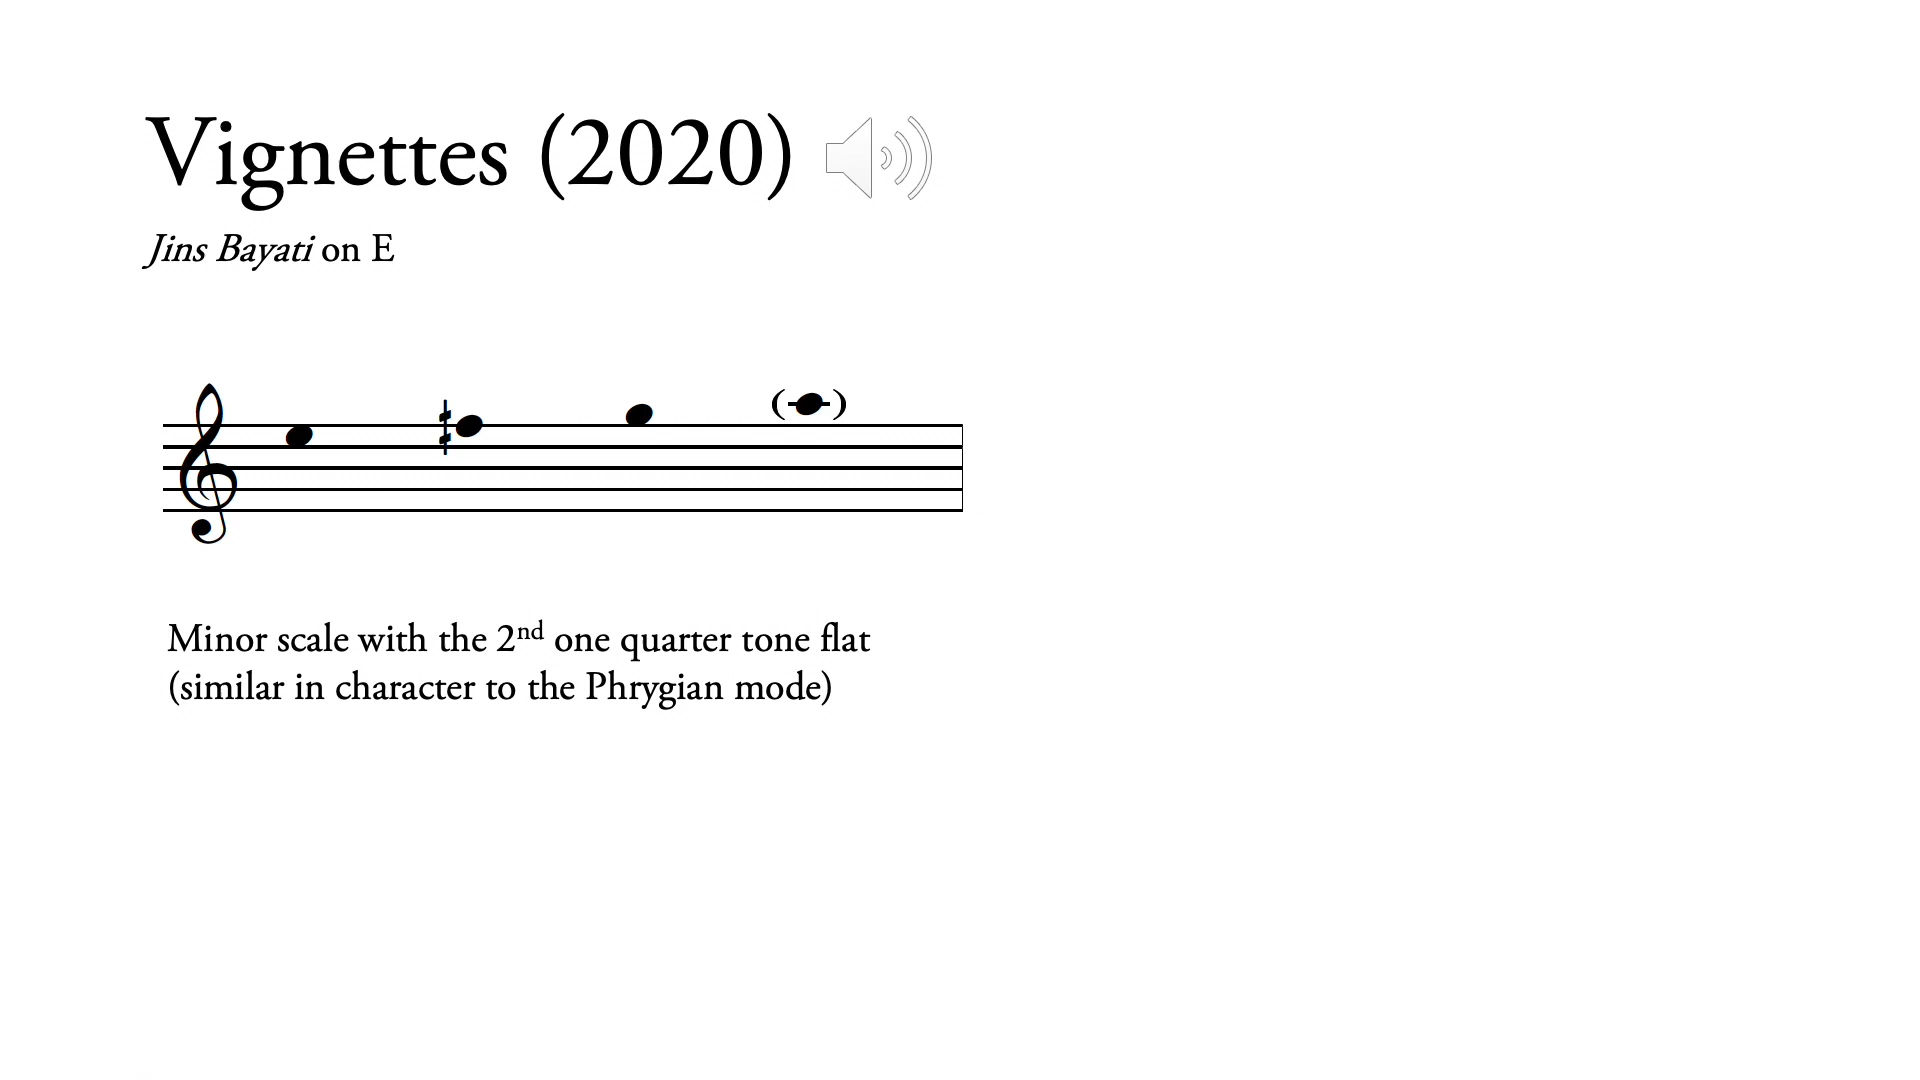 Vignettes (2020)
Jins Bayati on E
Minor scale with the 2nd one quarter tone flat
(similar in character to the Phrygian mode)